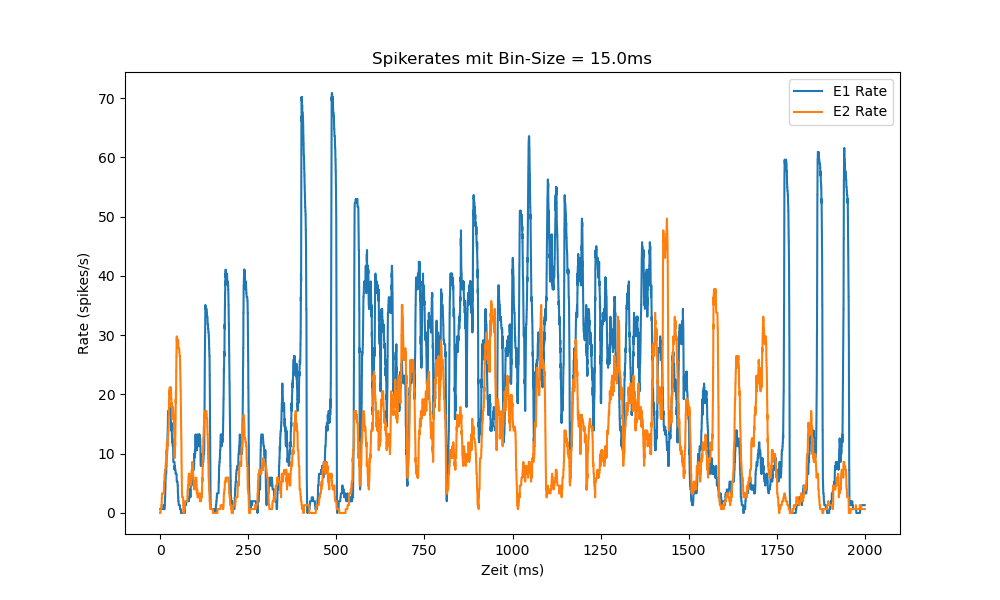 Spikerates mit Bin-Size = 15.0ms
E1 Rate
E2 Rate
70
60
50
40
30
20
10
0
Rate (spikes/s)
0 250 500 750 1000 1250 1500 1750 2000
Zeit (ms)